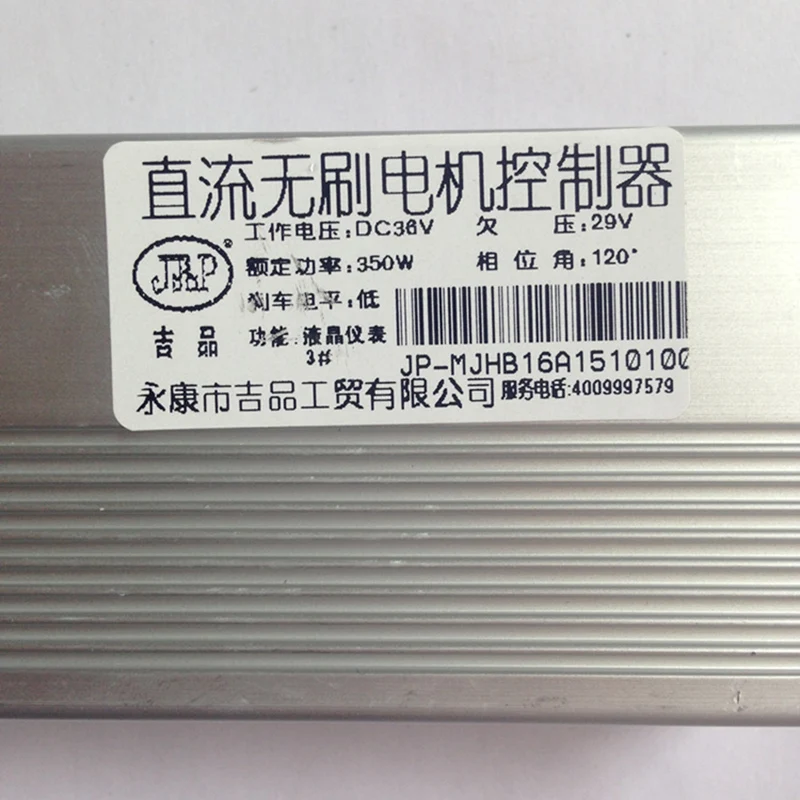 直流无刷电机控制器
工作电压:DC36V 欠 压:29V
额定功率:350W 相位角:120°
刹车电平:低
JP ®
吉品
功能:液晶仪表
3#
JP-MJHB16A1510100
永康市吉品工贸有限公司 服务电话:4009997579